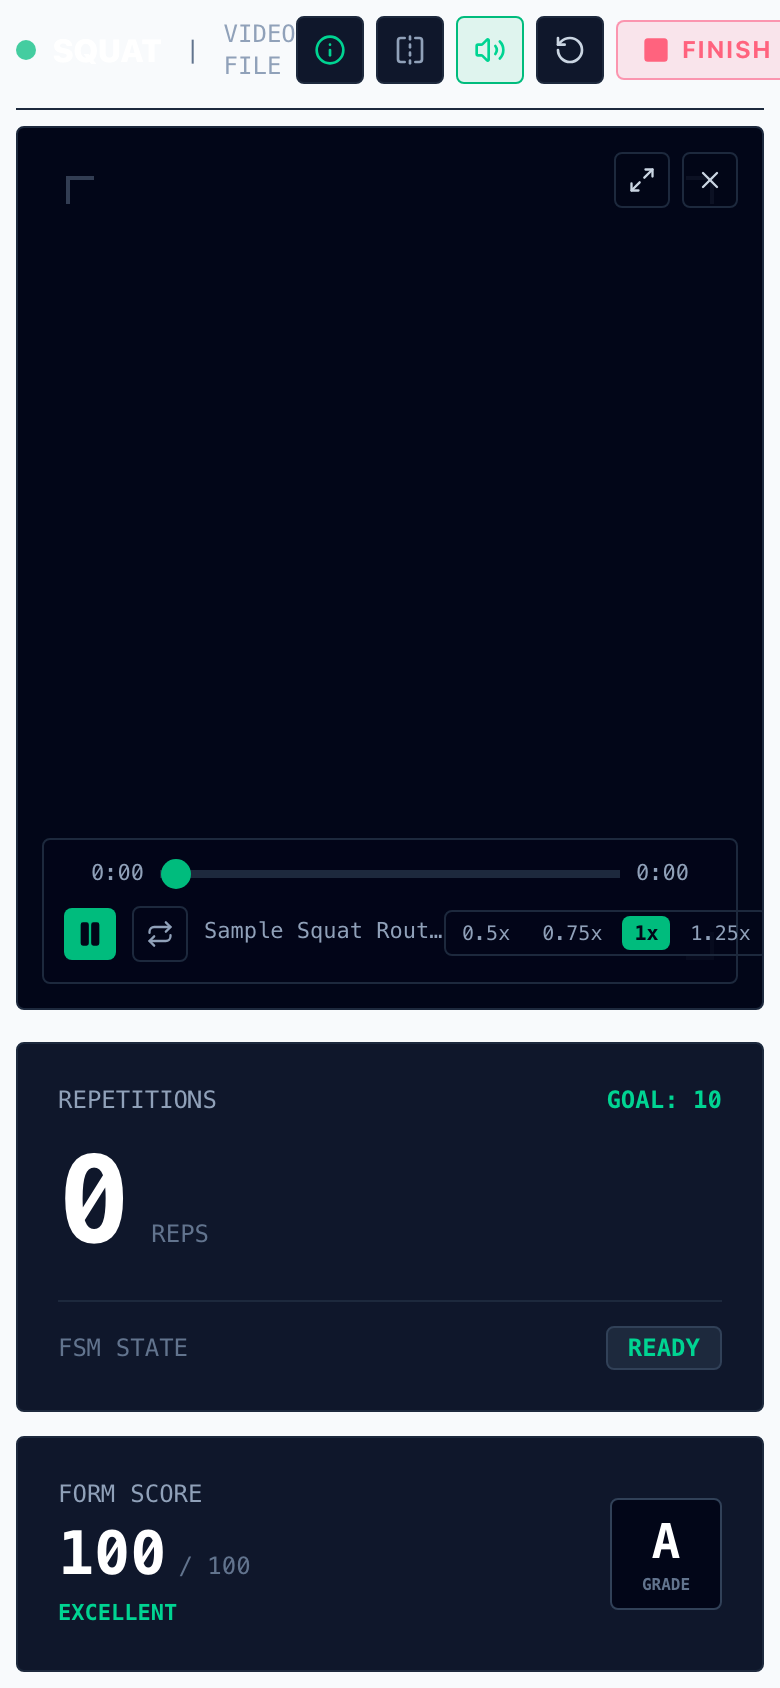 SQUAT | VIDEO FILE FINISH
0:00 0:00
Sample Squat Rout… 0.5x 0.75x 1x 1.25x
REPETITIONS GOAL: 10
0 REPS
FSM STATE READY
FORM SCORE
100 / 100
EXCELLENT
A
GRADE